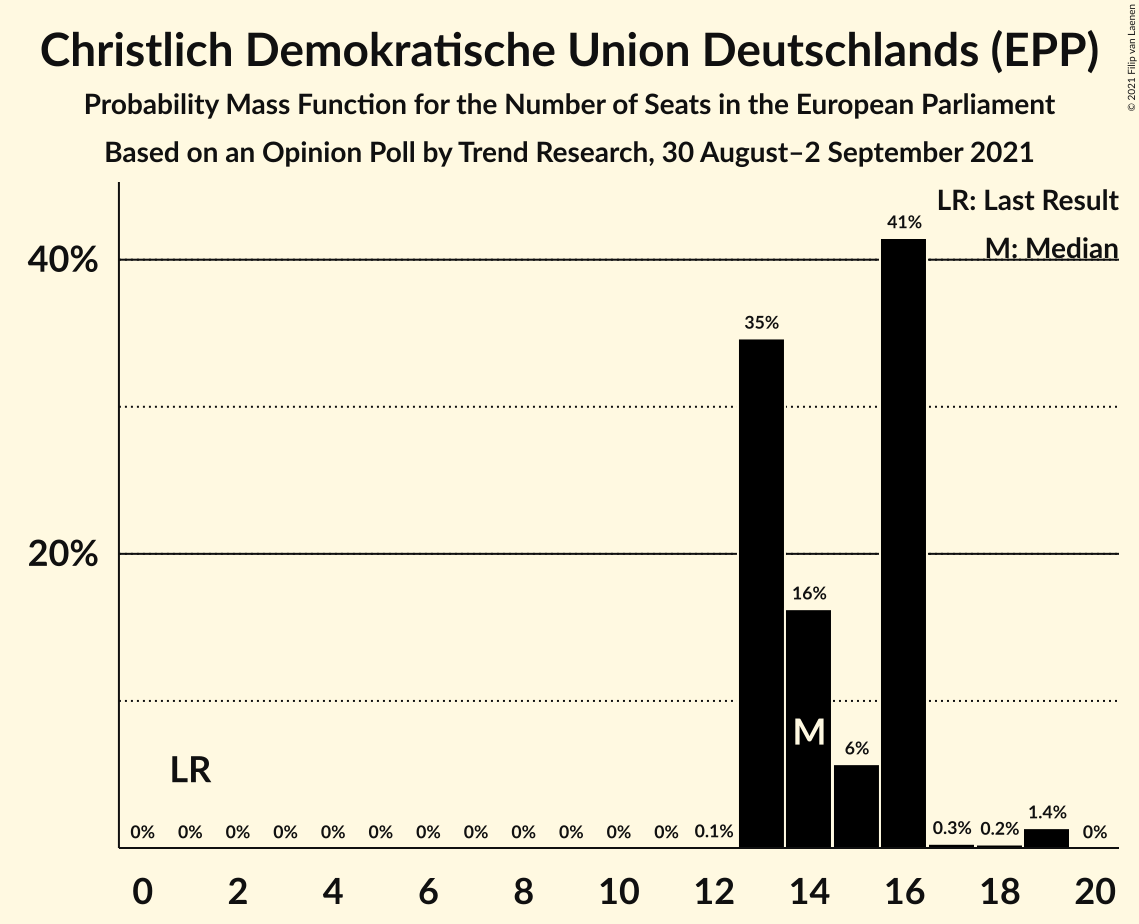 Christlich Demokratische Union Deutschlands (EPP)
Probability Mass Function for the Number of Seats in the European Parliament
Based on an Opinion Poll by Trend Research, 30 August–2 September 2021
© 2021 Filip van Laenen
LR: Last Result
M: Median
40%
20%
41%
35%
16%
M
6%
LR
0% 0% 0% 0% 0% 0% 0% 0% 0% 0% 0% 0% 0.1% 0.3% 0.2% 1.4% 0%
0 2 4 6 8 10 12 14 16 18 20